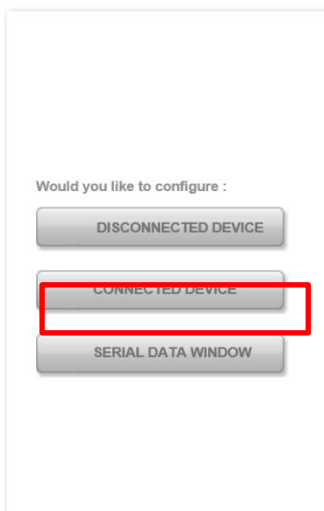 Would you like to configure :
DISCONNECTED DEVICE
CONNECTED DEVICE
SERIAL DATA WINDOW